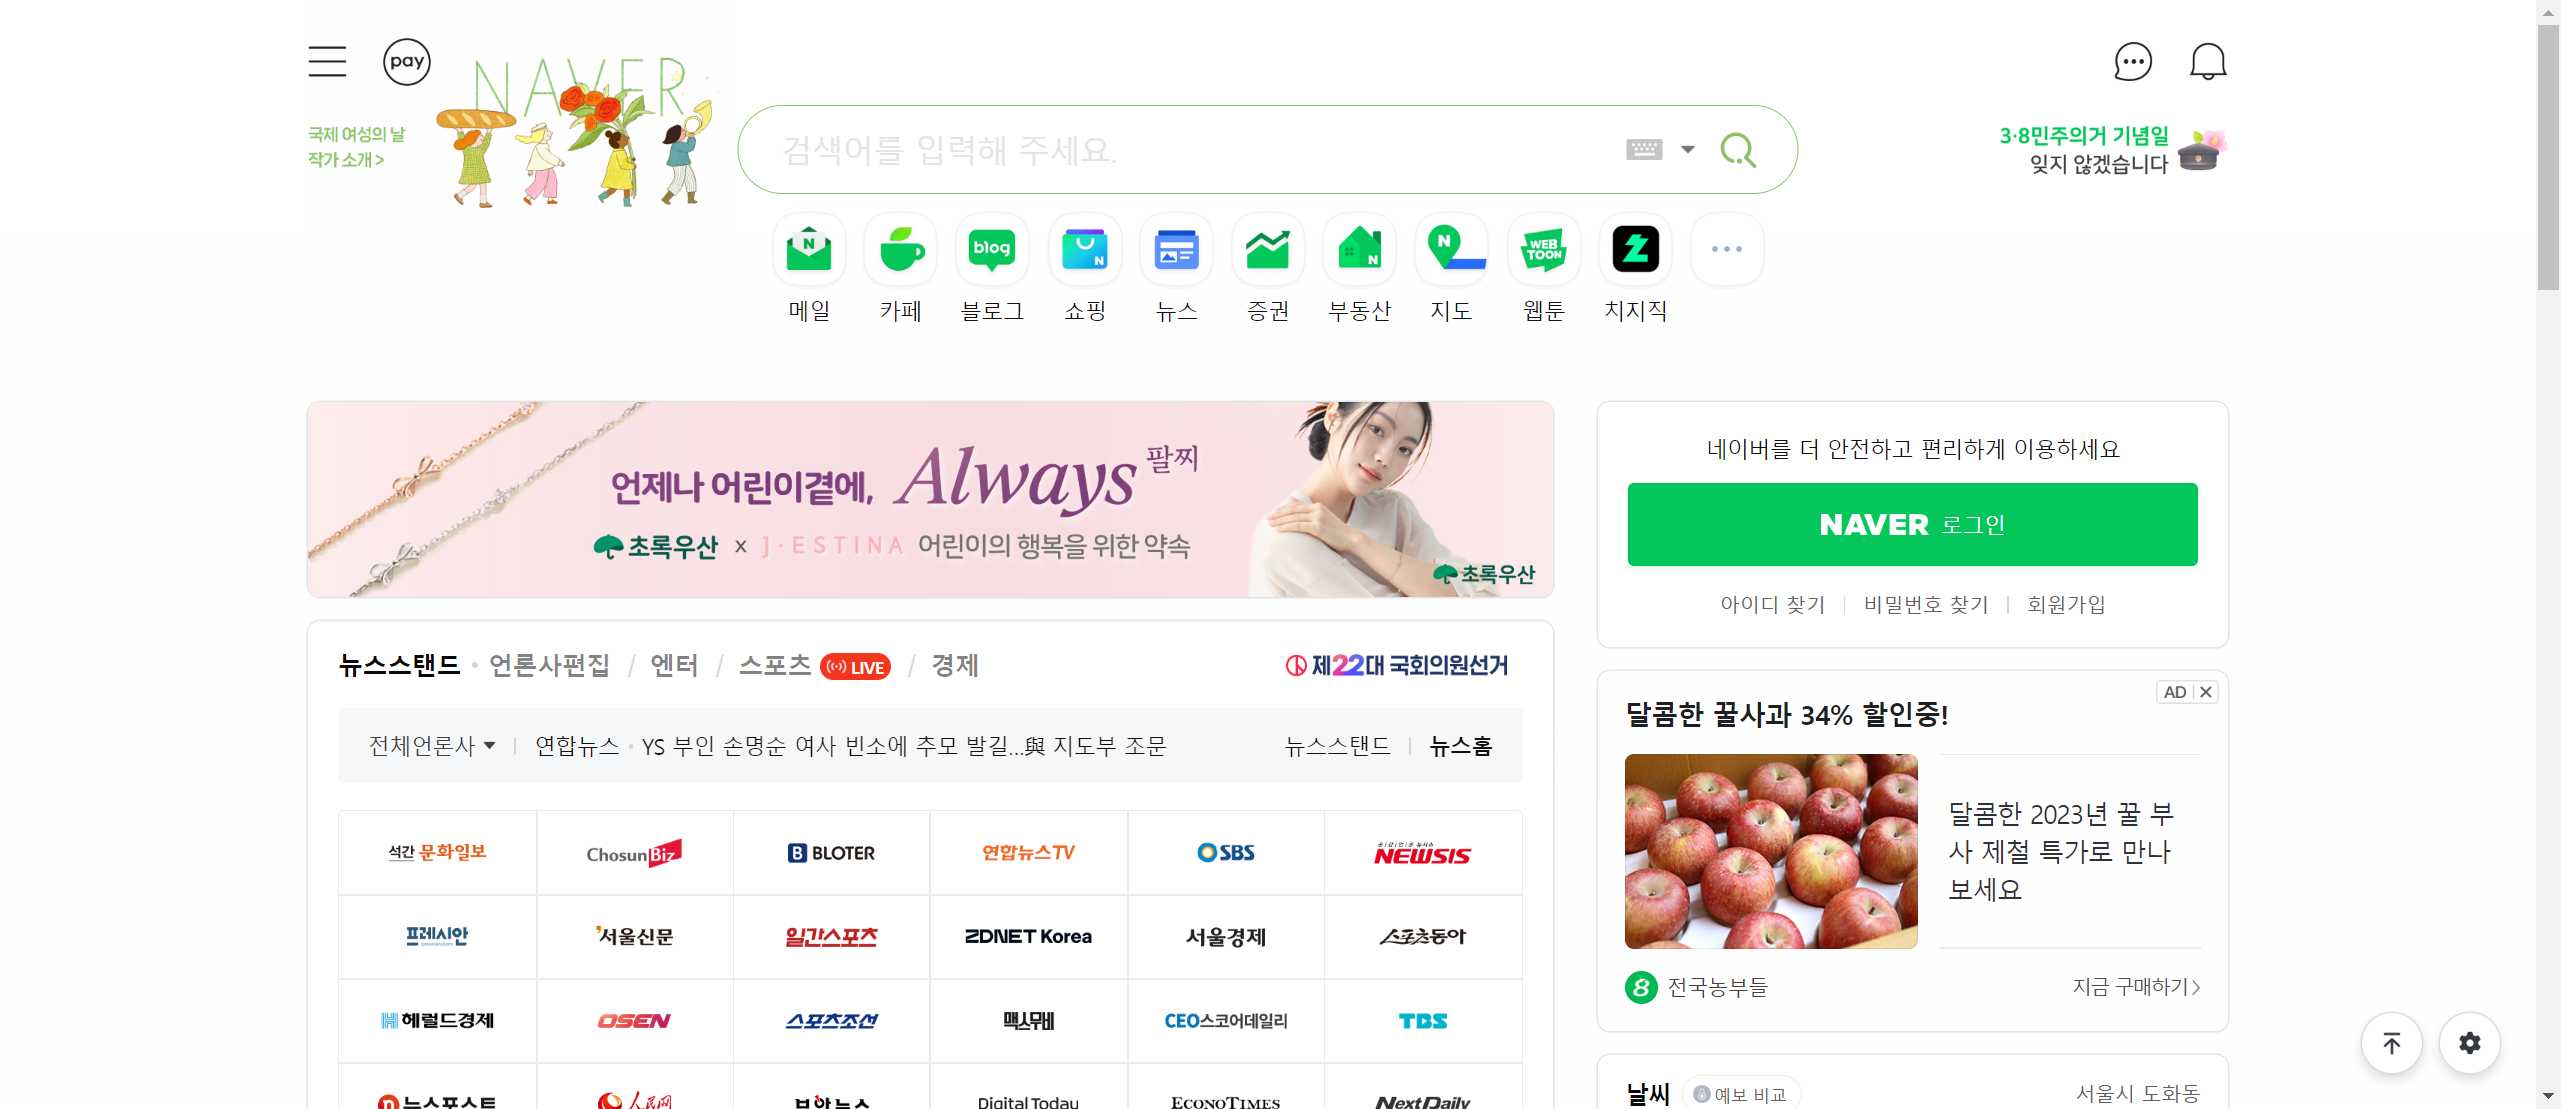 pay
NAVER
국제 여성의 날
작가 소개 >
검색어를 입력해 주세요.
3·8민주의거 기념일
잊지 않겠습니다
N
blog
N
N
N
WEB
TOON
메일
카페
블로그
쇼핑
뉴스
증권
부동산
지도
웹툰
치지직
언제나 어린이곁에, Always 팔찌
초록우산 x J·ESTINA 어린이의 행복을 위한 약속
초록우산
네이버를 더 안전하고 편리하게 이용하세요
NAVER 로그인
아이디 찾기
비밀번호 찾기
회원가입
뉴스스탠드 · 언론사편집 / 엔터 / 스포츠 LIVE / 경제
제22대 국회의원선거
전체언론사
연합뉴스 · YS 부인 손명순 여사 빈소에 추모 발길...與 지도부 조문
뉴스스탠드
뉴스홈
석간 문화일보
ChosunBiz
B BLOTER
연합뉴스TV
SBS
NEWSIS
프레시안
서울신문
일간스포츠
ZDNET Korea
서울경제
스포츠동아
헤럴드경제
OSEN
스포츠조선
맥스무비
CEO스코어데일리
TBS
뉴스포스트
人民网
보안뉴스
Digital Today
ECONOTIMES
NextDaily
AD
달콤한 꿀사과 34% 할인중!
달콤한 2023년 꿀 부
사 제철 특가로 만나
보세요
전국농부들
지금 구매하기
날씨
예보 비교
서울시 도화동